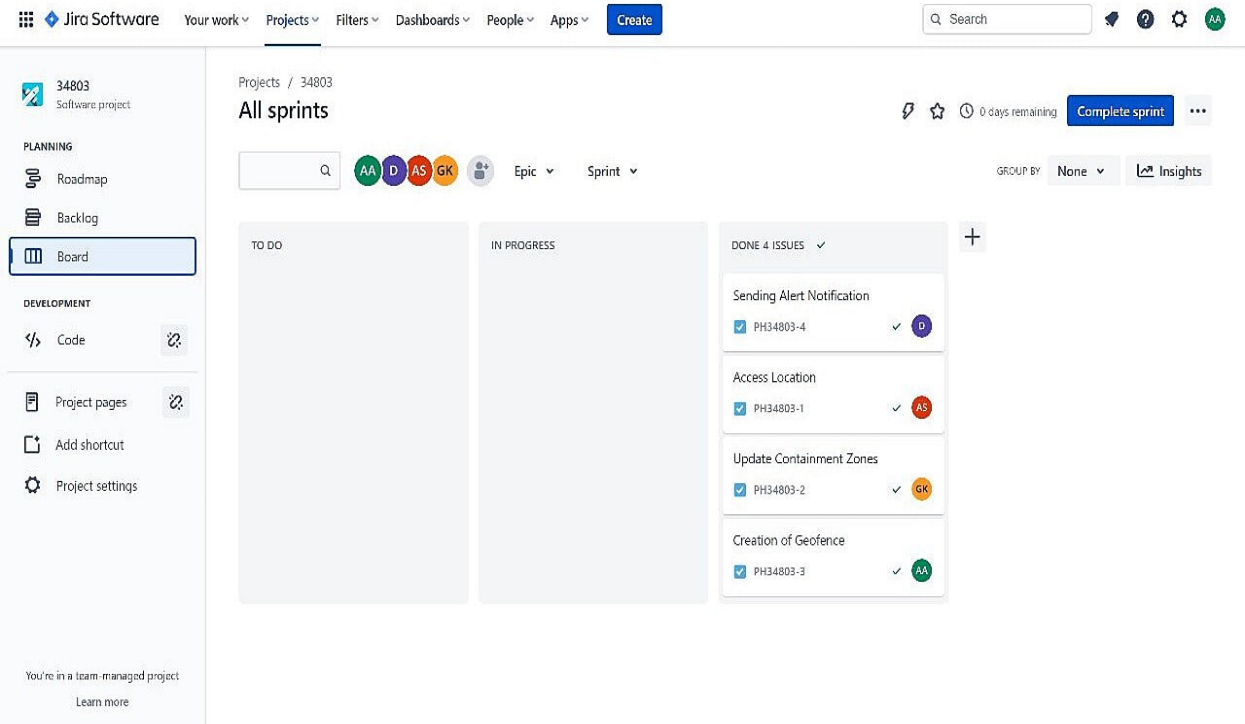 Jira Software Your work Projects Filters Dashboards People Apps Create Search AA
34803
Software project
PLANNING
Roadmap
Backlog
Board
DEVELOPMENT
Code
Project pages
Add shortcut
Project settings
You're in a team-managed project
Learn more
Projects / 34803
All sprints
0 days remaining Complete sprint
AA D AS GK Epic Sprint GROUP BY None Insights
TO DO
IN PROGRESS
DONE 4 ISSUES
Sending Alert Notification
PH34803-4 D
Access Location
PH34803-1 AS
Update Containment Zones
PH34803-2 GK
Creation of Geofence
PH34803-3 AA